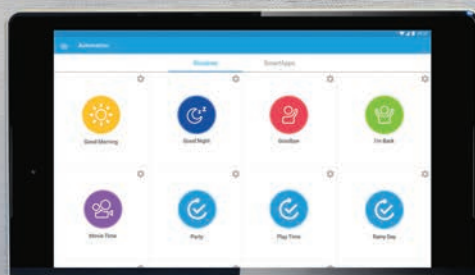 Automation
Routines SmartApps
Good Morning Good Night Goodbye I'm Back
Movie Time Party Play Time Rainy Day